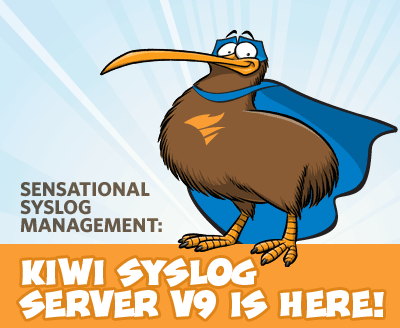 SENSATIONAL
SYSLOG
MANAGEMENT:
KIWI SYSLOG
SERVER V9 IS HERE!